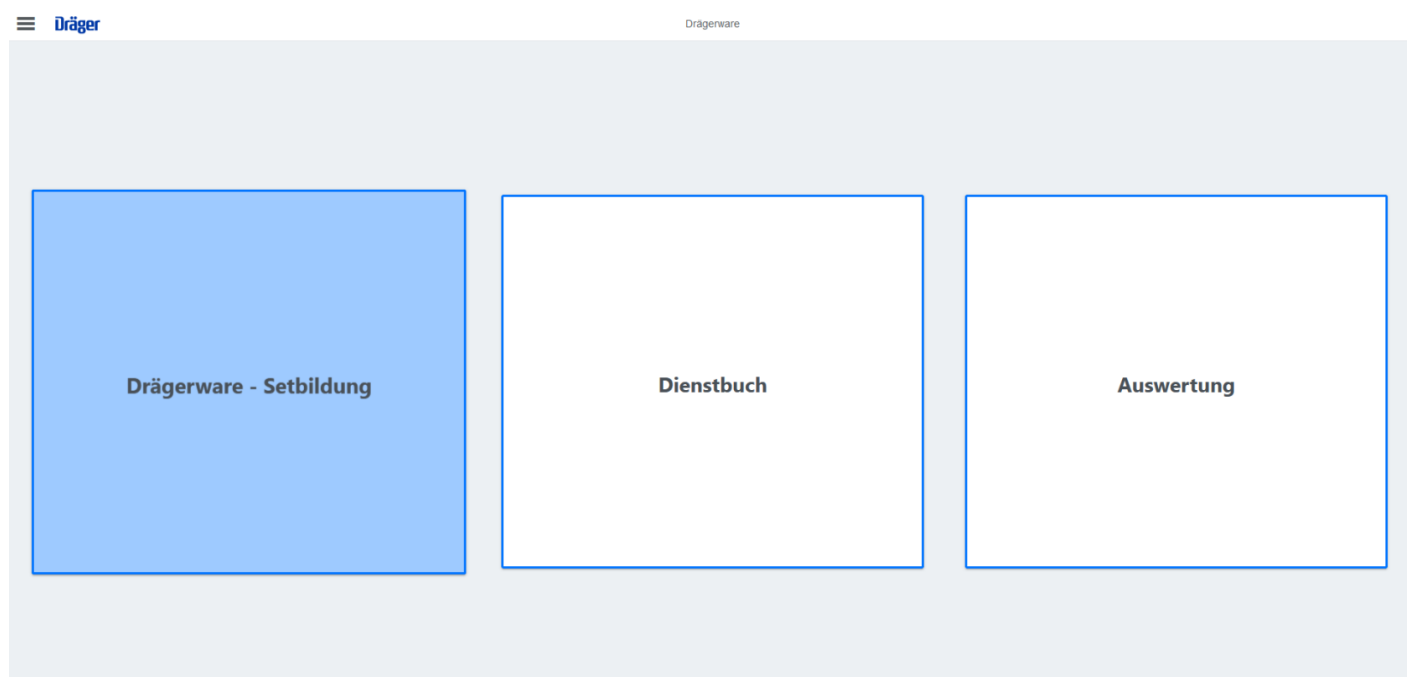 Dräger
Drägerware
Drägerware - Setbildung
Dienstbuch
Auswertung